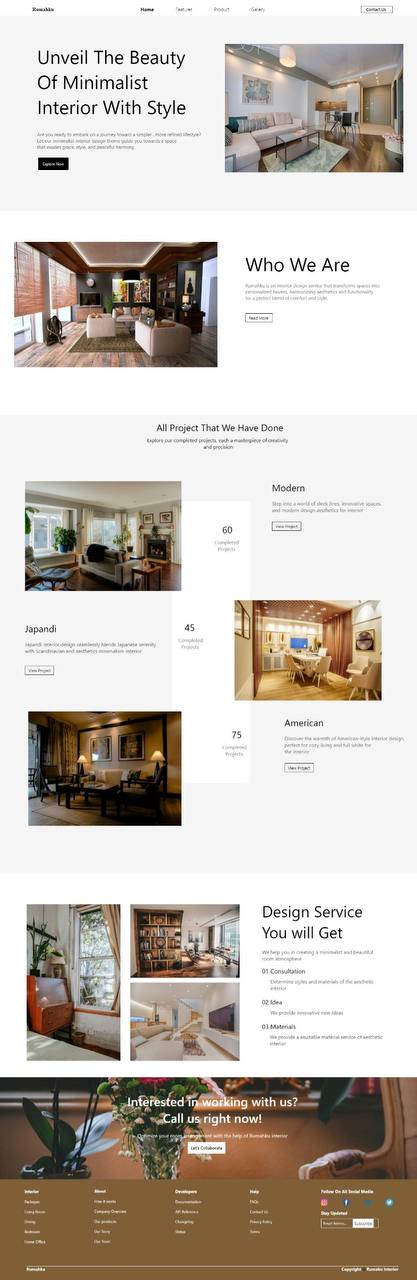 Rumahku
Home Features Product Gallery
Contact Us
Unveil The Beauty
Of Minimalist
Interior With Style
Are you ready to embark on a journey toward a simpler , more refined lifestyle?
Let our minimalist interior design theme guide you towards a space
that exudes grace, style, and peaceful harmony.
Explore Now
Who We Are
Rumahku is an interior design service that transforms spaces into
personalized havens, harmonizing aesthetics and functionality
for a perfect blend of comfort and style.
Read More
All Project That We Have Done
Explore our completed projects, each a masterpiece of creativity
and precision
Modern
Step into a world of sleek lines, innovative spaces,
and modern design aesthetics for interior
View Project
60
Completed
Projects
Japandi
Japandi interior design seamlessly blends Japanese serenity
with Scandinavian and aesthetics minimalism interior
View Project
45
Completed
Projects
75
Completed
Projects
American
Discover the warmth of American-style interior design,
perfect for cozy living and full white for
the interior
View Project
Design Service
You will Get
We help you in creating a minimalist and beautiful
room atmosphere
01 Consultation
Determine styles and materials of the aesthetic
interior
02 Idea
We provide innovative new ideas
03 Materials
We provide a suitable material service of aesthetic
interior
Interested in working with us?
Call us right now!
Optimize your room arrangement with the help of Rumahku interior
Let's Collaborate
Interior
Packages
Living Room
Dining
Bedroom
Home Office
About
How it works
Company Overview
Our products
Our Story
Our Team
Developers
Documentation
API Reference
Changelog
Status
Help
FAQs
Contact Us
Privacy Policy
Terms
Follow On All Social Media
Stay Updated
Email Address... Subscribe
Rumahku
Copyright Rumaku Interior